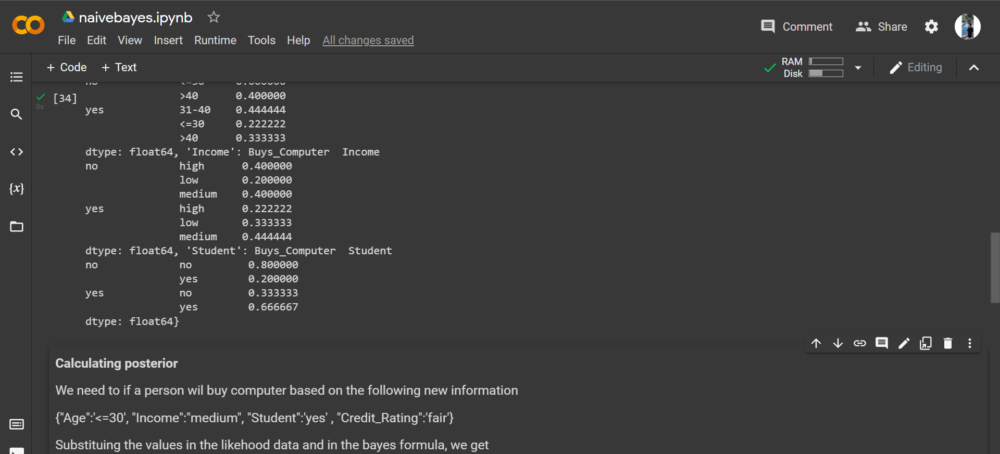 naivebayes.ipynb
File Edit View Insert Runtime Tools Help All changes saved
Comment Share
+ Code + Text
RAM
Disk
Editing
[34]
0s
>40 0.400000
yes 31-40 0.444444
<=30 0.222222
>40 0.333333
dtype: float64, 'Income': Buys_Computer Income
no high 0.400000
low 0.200000
medium 0.400000
yes high 0.222222
low 0.333333
medium 0.444444
dtype: float64, 'Student': Buys_Computer Student
no no 0.800000
yes 0.200000
yes no 0.333333
yes 0.666667
dtype: float64}
Calculating posterior
We need to if a person wil buy computer based on the following new information
{"Age":'<=30', "Income":"medium", "Student":'yes' , "Credit_Rating":'fair'}
Substituing the values in the likehood data and in the bayes formula, we get